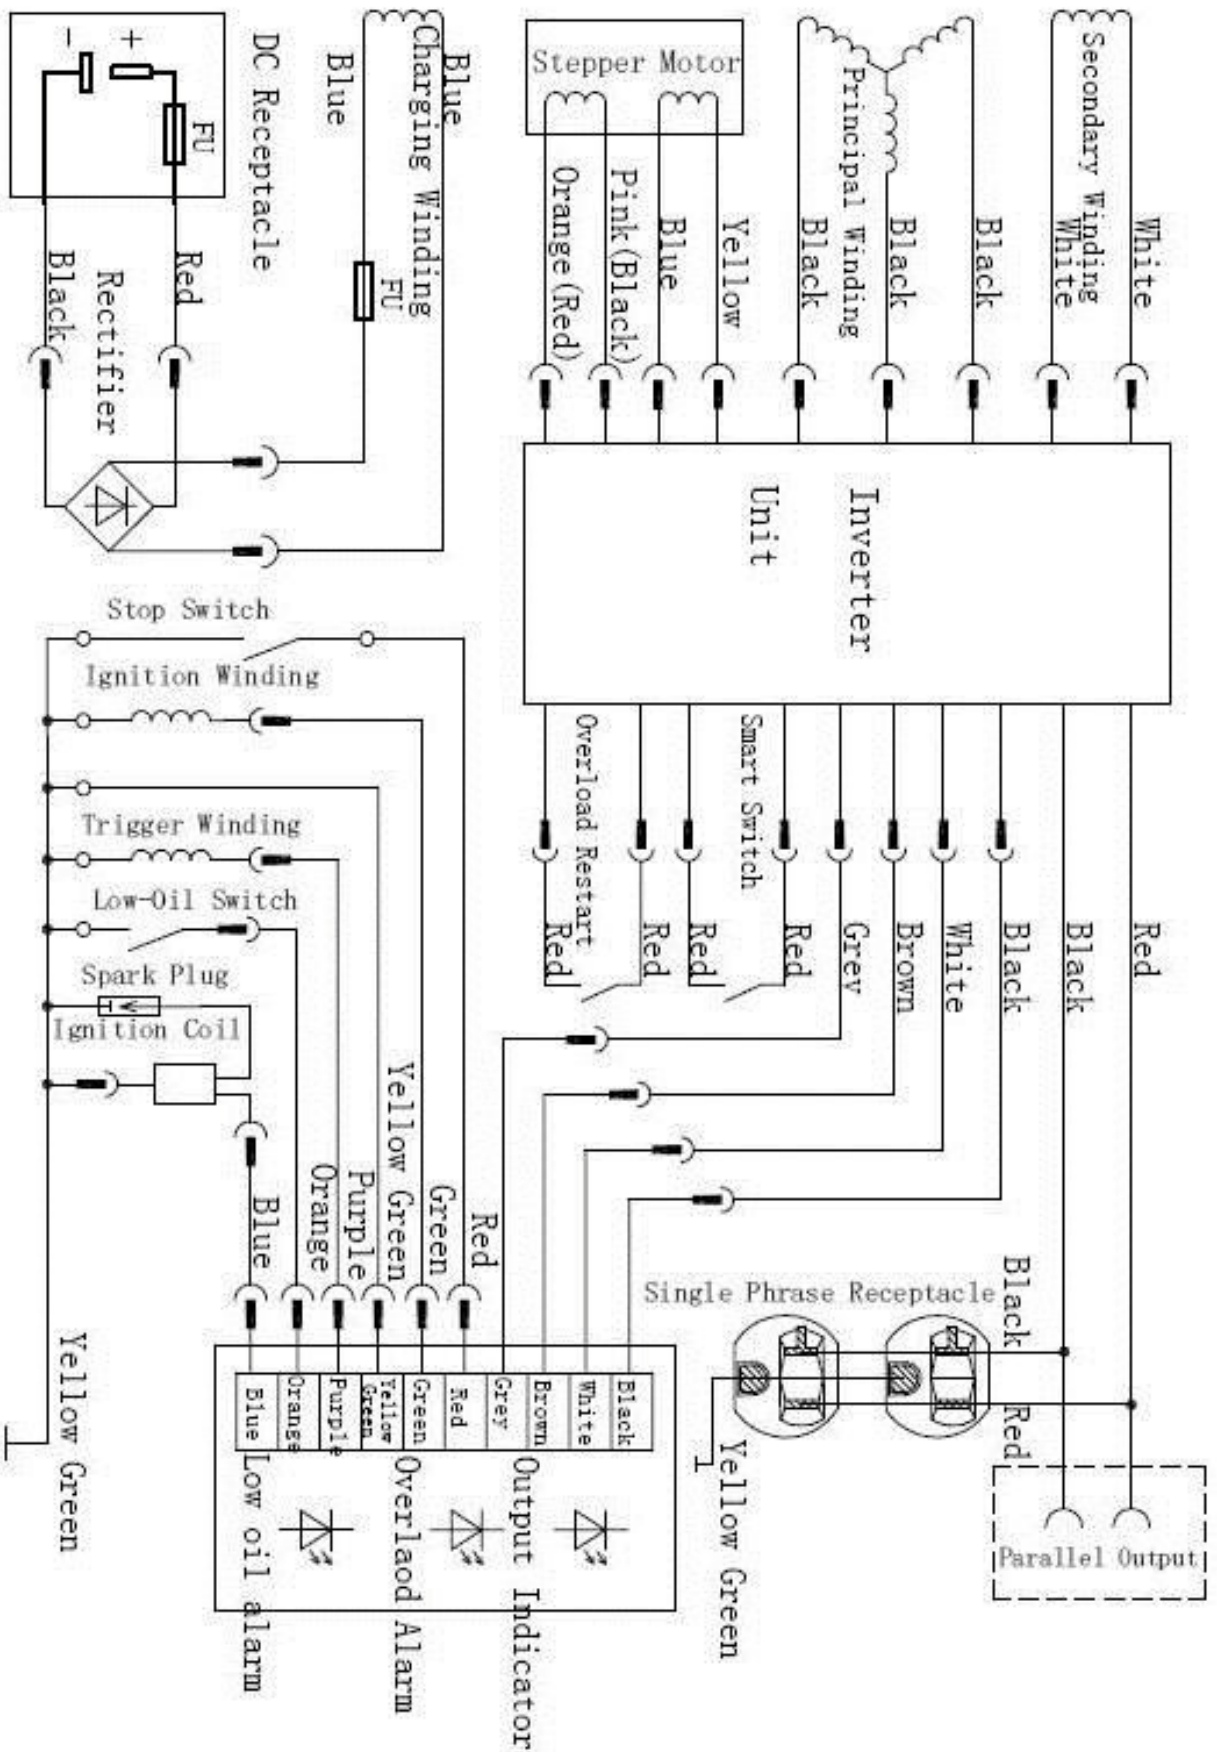 DC Receptacle
-
+
FU
Black
Red
Rectifier
Blue
Blue
Charging Winding
FU
Stepper Motor
Orange(Red)
Pink(Black)
Blue
Yellow
Principal Winding
Black
Black
Black
Secondary Winding
White
White
Inverter
Unit
Overload Restart
Smart Switch
Red
Red
Red
Red
Grey
Brown
White
Black
Black
Red
Stop Switch
Ignition Winding
Trigger Winding
Low-Oil Switch
Spark Plug
Ignition Coil
Blue
Orange
Purple
Yellow Green
Green
Red
Single Phrase Receptacle
Black
Red
Yellow Green
Parallel Output
Yellow Green
Blue
Orange
Purple
Yellow
Green
Green
Red
Grey
Brown
White
Black
Low oil alarm
Overlaod Alarm
Output Indicator